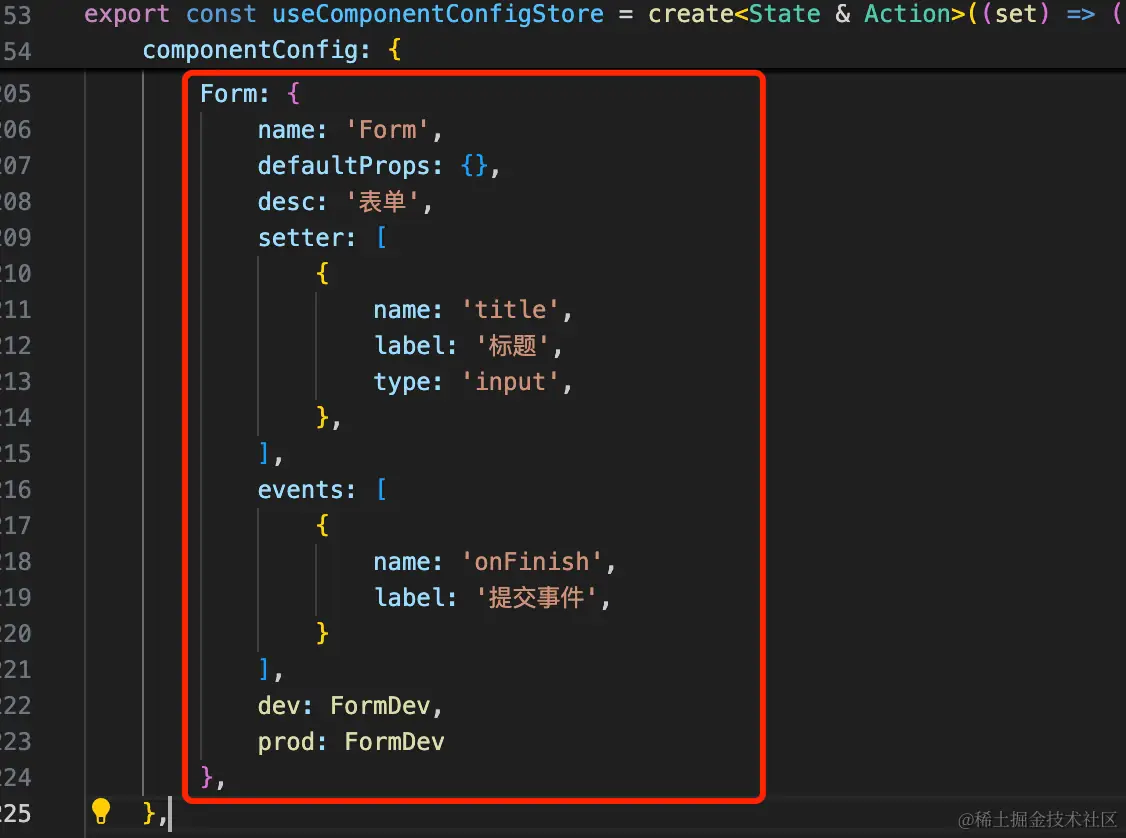 53 export const useComponentConfigStore = create<State & Action>((set) => (
54 componentConfig: {
205 Form: {
206 name: 'Form',
207 defaultProps: {},
208 desc: '表单',
209 setter: [
210 {
211 name: 'title',
212 label: '标题',
213 type: 'input',
214 },
215 ],
216 events: [
217 {
218 name: 'onFinish',
219 label: '提交事件',
220 }
221 ],
222 dev: FormDev,
223 prod: FormDev
224 },
225 },
@稀土掘金技术社区